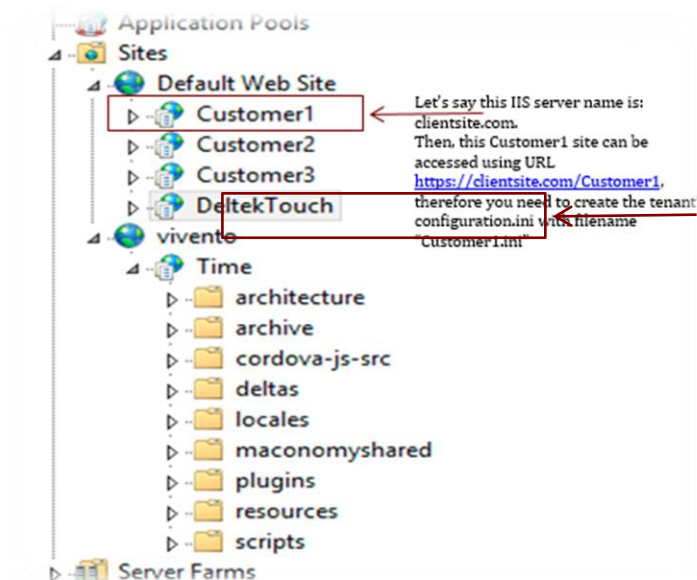 Application Pools
Sites
Default Web Site
Customer1
Customer2
Customer3
DeltekTouch
vivento
Time
architecture
archive
cordova-js-src
deltas
locales
maconomyshared
plugins
resources
scripts
Server Farms
Let's say this IIS server name is:
clientsite.com.
Then, this Customer1 site can be
accessed using URL
https://clientsite.com/Customer1,
therefore you need to create the tenant
configuration.ini with filename
"Customer1.ini"